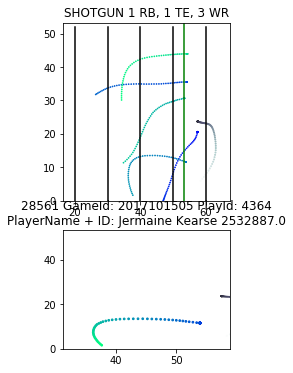 SHOTGUN 1 RB, 1 TE, 3 WR
50
40
30
20
10
0
20 40 60
28561 GameId: 2017101505 PlayId: 4364
PlayerName + ID: Jermaine Kearse 2532887.0
40
20
0
40 50